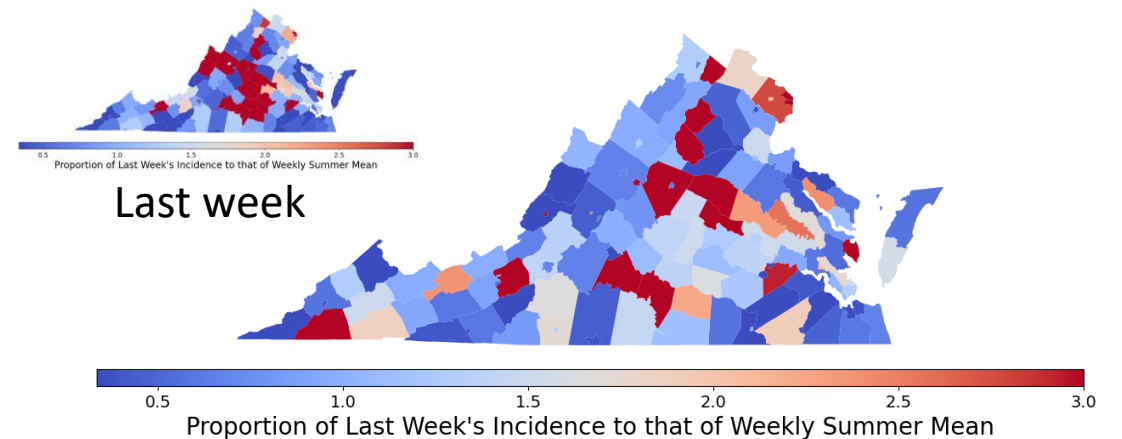 0.5 1.0 1.5 2.0 2.5 3.0
Proportion of Last Week's Incidence to that of Weekly Summer Mean
Last week
0.5 1.0 1.5 2.0 2.5 3.0
Proportion of Last Week's Incidence to that of Weekly Summer Mean